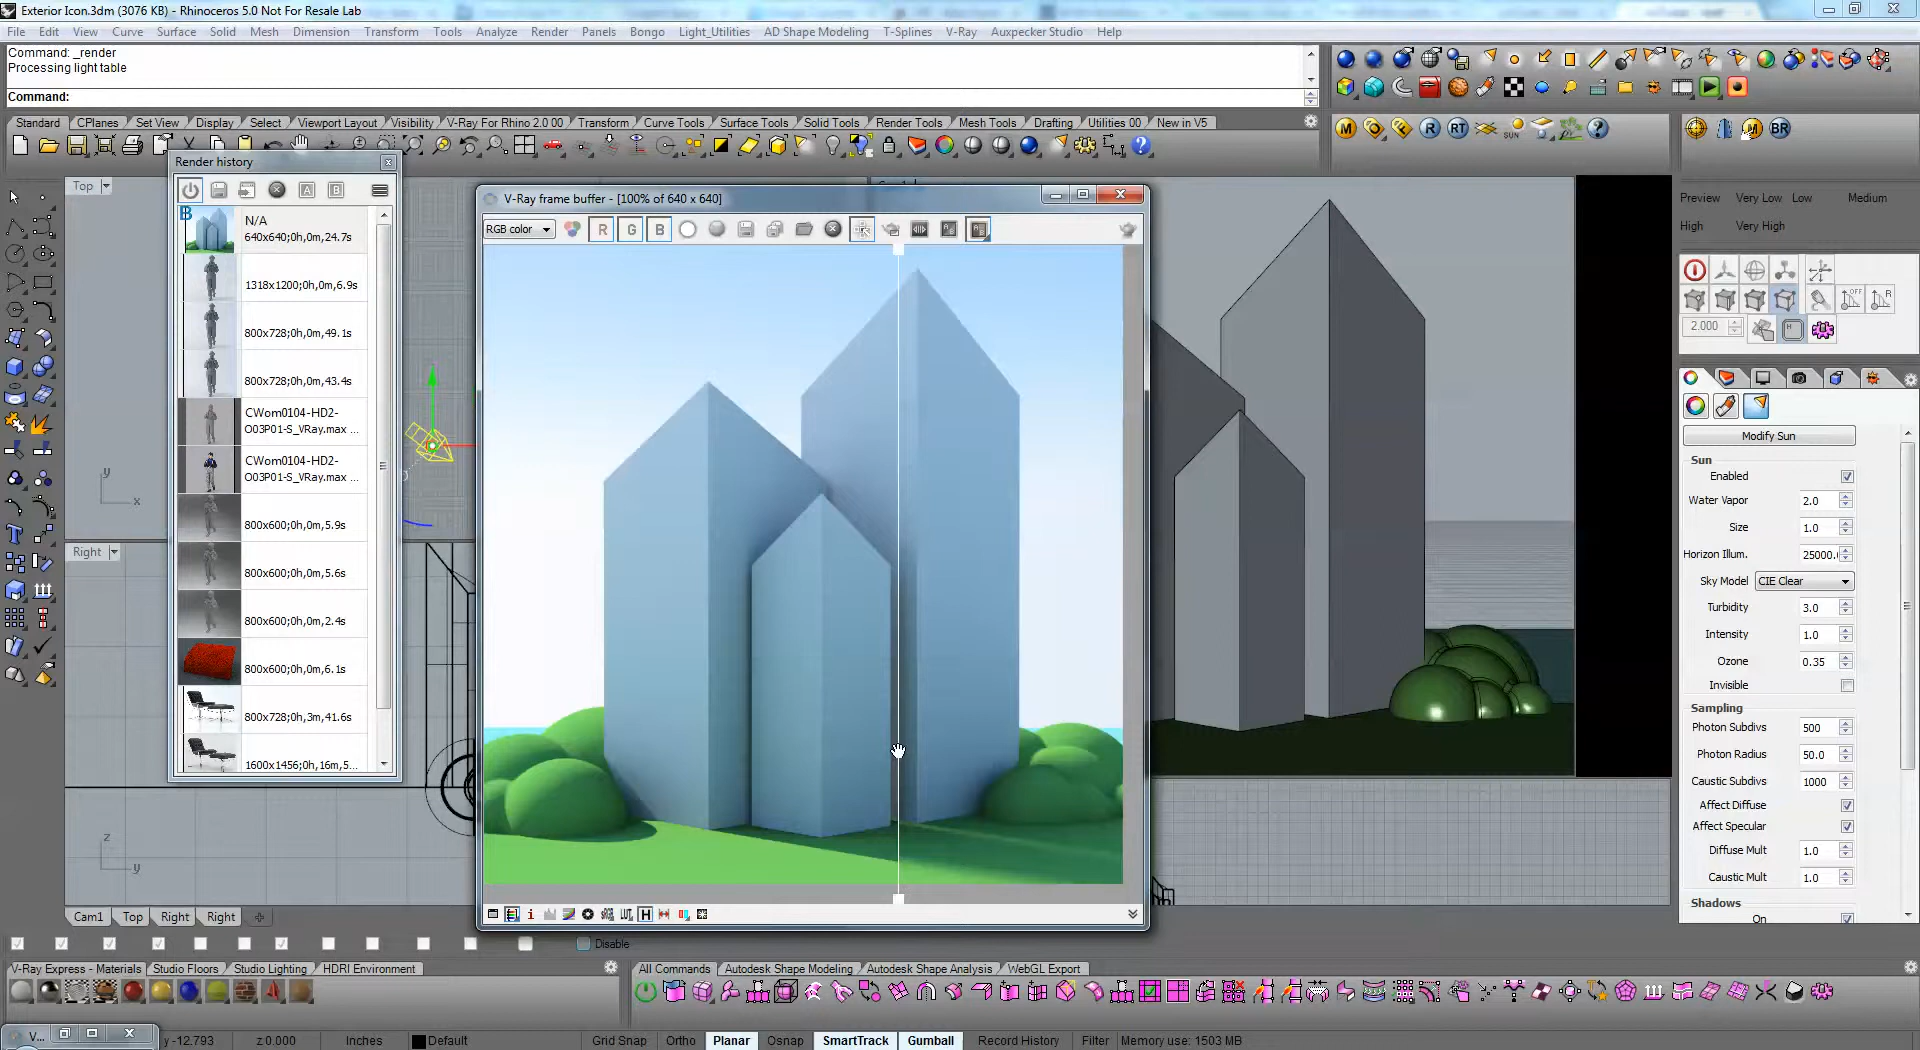 Exterior Icon.3dm (3076 KB) - Rhinoceros 5.0 Not For Resale Lab
File Edit View Curve Surface Solid Mesh Dimension Transform Tools Analyze Render Panels Bongo Light_Utilities AD Shape Modeling T-Splines V-Ray Auxpecker Studio Help
Command: _render
Processing light table
Command:
Standard CPlanes Set View Display Select Viewport Layout Visibility V-Ray For Rhino 2.0 00 Transform Curve Tools Surface Tools Solid Tools Render Tools Mesh Tools Drafting Utilities 00 New in V5
M R RT SUN BR
Render history
A B
B
N/A
640x640;0h,0m,24.7s
1318x1200;0h,0m,6.9s
800x728;0h,0m,49.1s
800x728;0h,0m,43.4s
CWom0104-HD2-
O03P01-S_VRay.max ...
CWom0104-HD2-
O03P01-S_VRay.max ...
800x600;0h,0m,5.9s
800x600;0h,0m,5.6s
800x600;0h,0m,2.4s
800x600;0h,0m,6.1s
800x728;0h,3m,41.6s
1600x1456;0h,16m,5...
Top
y
x
Right
z
y
V-Ray frame buffer - [100% of 640 x 640]
RGB color R G B
i LUT H
Preview Very Low Low Medium
High Very High
OFF R
2.000
Modify Sun
Sun
Enabled
Water Vapor 2.0
Size 1.0
Horizon Illum. 25000.
Sky Model CIE Clear
Turbidity 3.0
Intensity 1.0
Ozone 0.35
Invisible
Sampling
Photon Subdivs 500
Photon Radius 50.0
Caustic Subdivs 1000
Affect Diffuse
Affect Specular
Diffuse Mult 1.0
Caustic Mult 1.0
Shadows
On
Cam1 Top Right Right
Disable
V-Ray Express - Materials Studio Floors Studio Lighting HDRI Environment
All Commands Autodesk Shape Modeling Autodesk Shape Analysis WebGL Export
V...
y -12.793 z 0.000 Inches Default Grid Snap Ortho Planar Osnap SmartTrack Gumball Record History Filter Memory use: 1503 MB